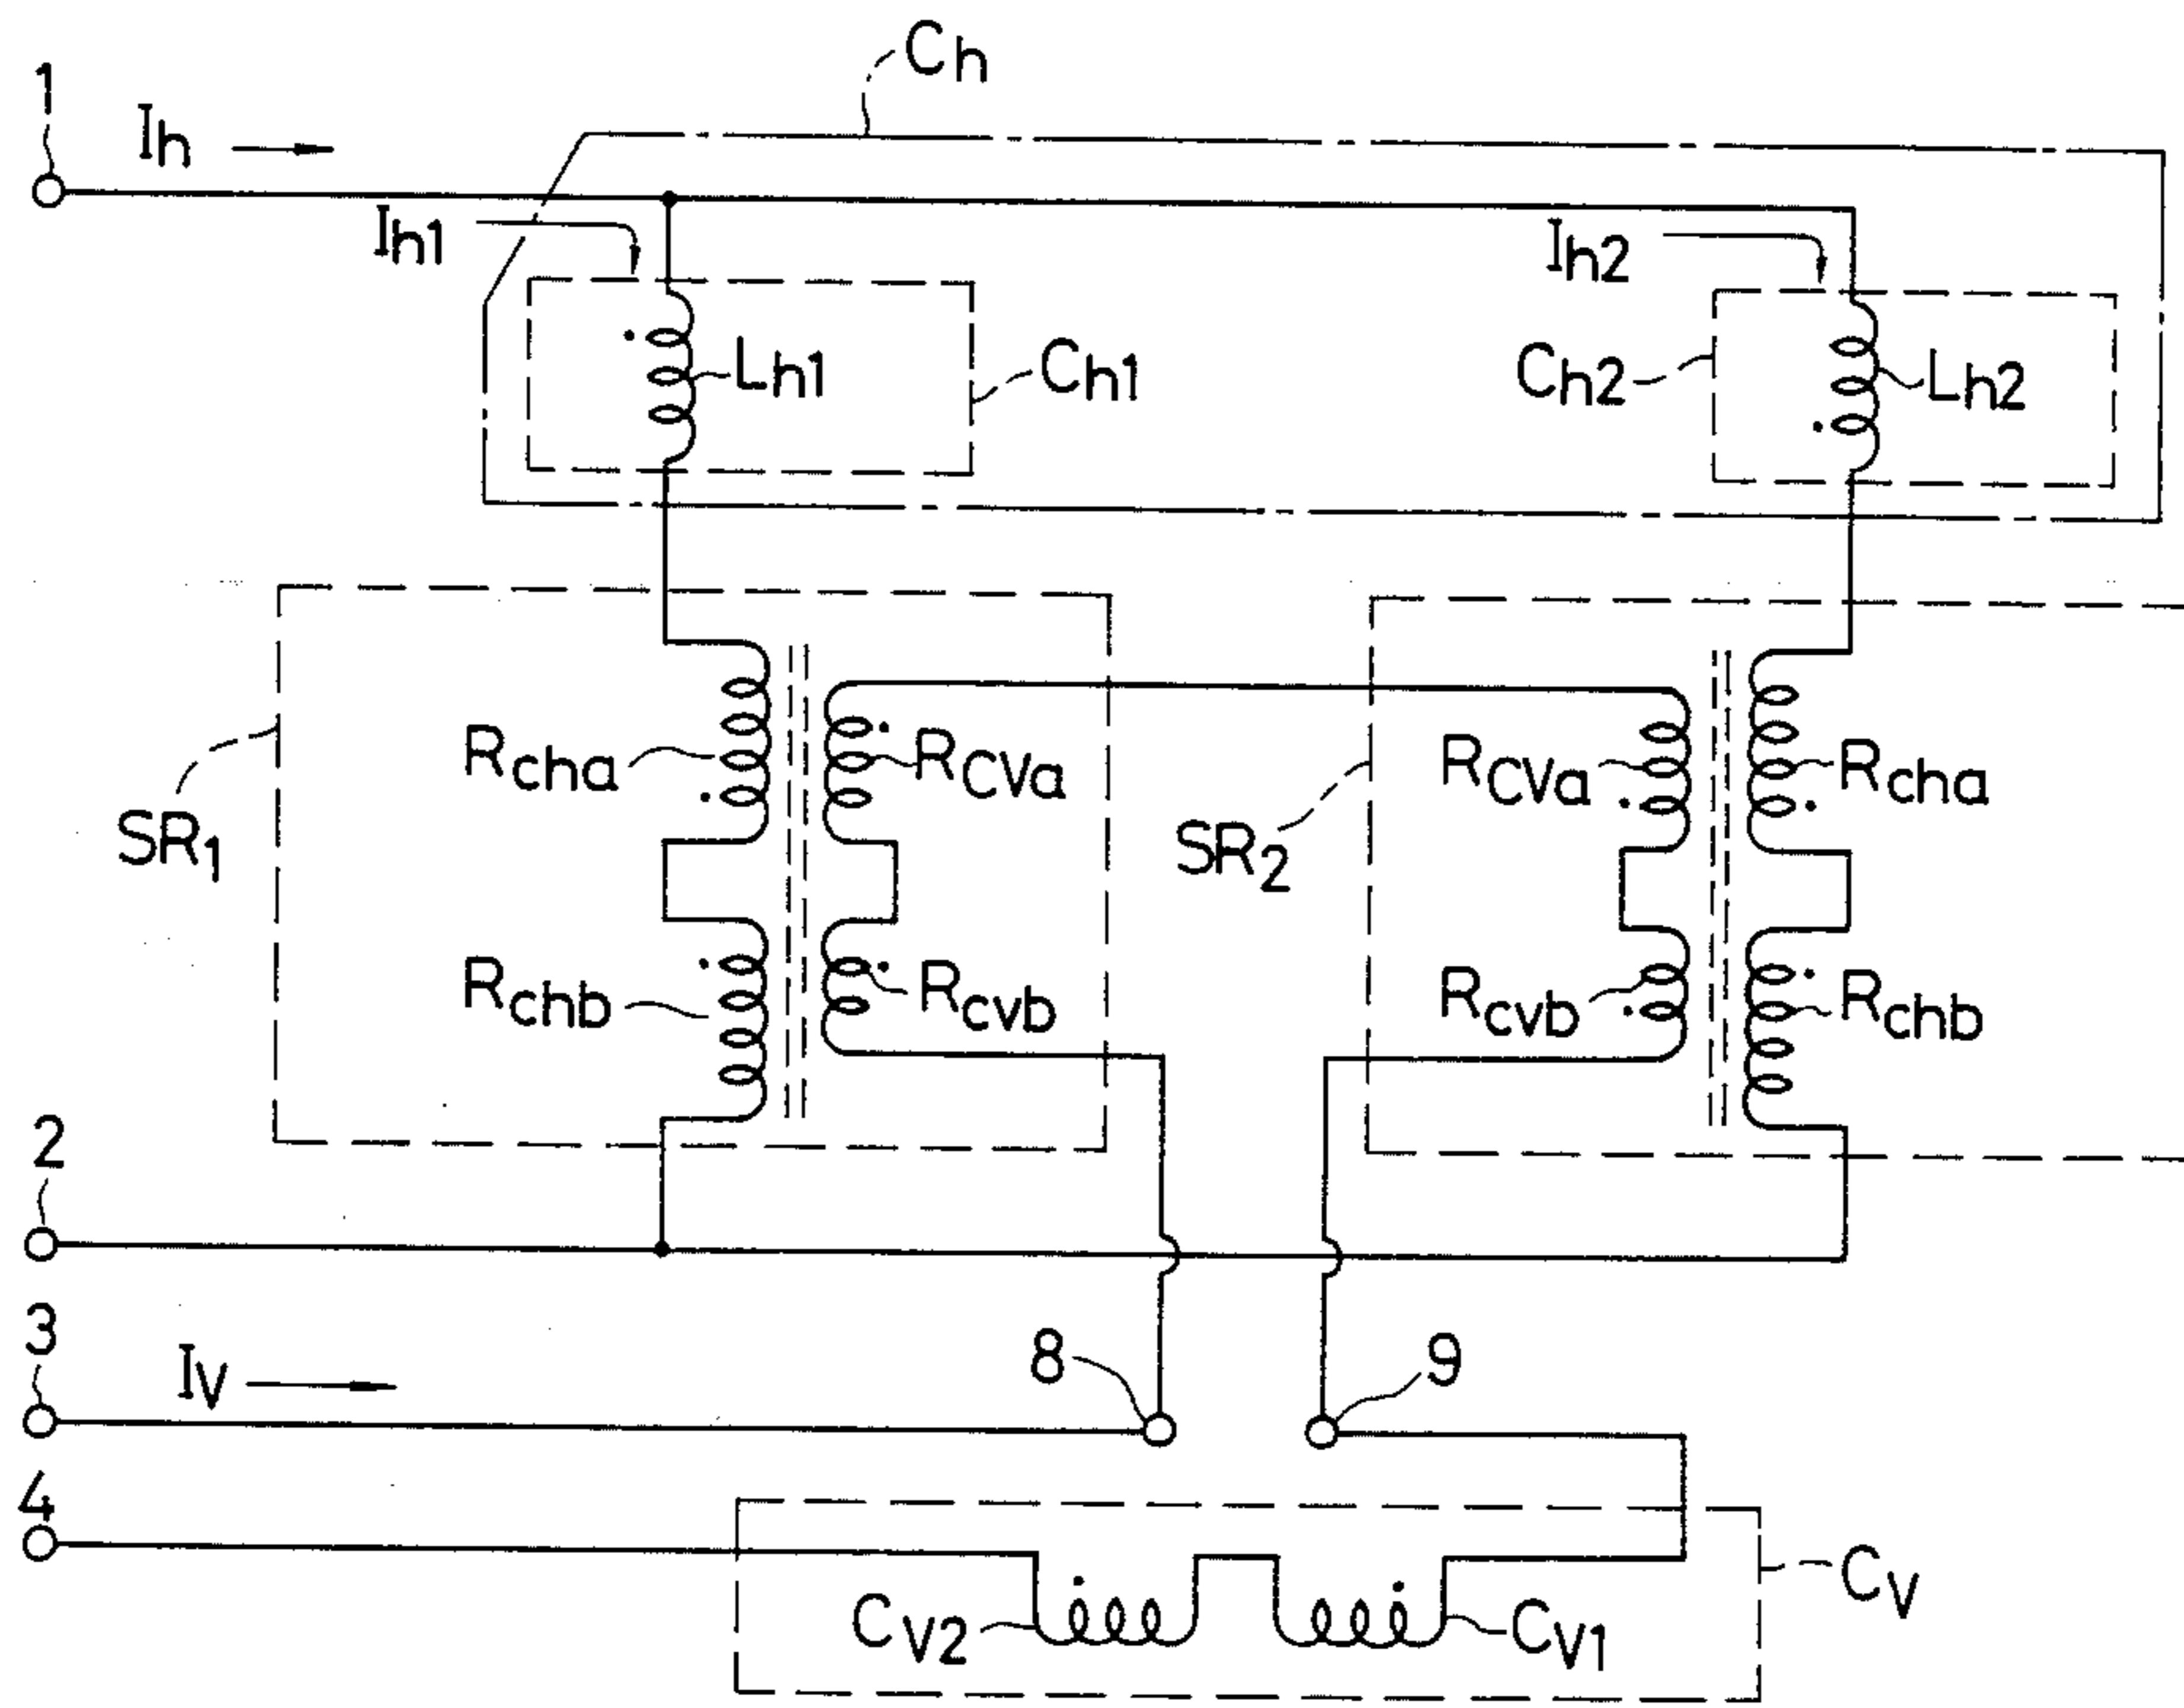 Ch
1
Ih
Ih1
Ih2
Lh1
Ch1
Ch2
Lh2
Rcha
RCVa
RCVa
Rcha
SR1
SR2
Rchb
Rcvb
Rcvb
Rchb
2
3
IV
8
9
4
CV2
CV1
CV